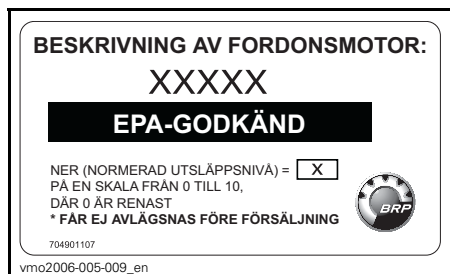 BESKRIVNING AV FORDONSMOTOR:
XXXXX
EPA-GODKÄND
NER (NORMERAD UTSLÄPPSNIVÅ) = X
PÅ EN SKALA FRÅN 0 TILL 10,
DÄR 0 ÄR RENAST
* FÅR EJ AVLÄGSNAS FÖRE FÖRSÄLJNING
BRP
704901107
vmo2006-005-009_en